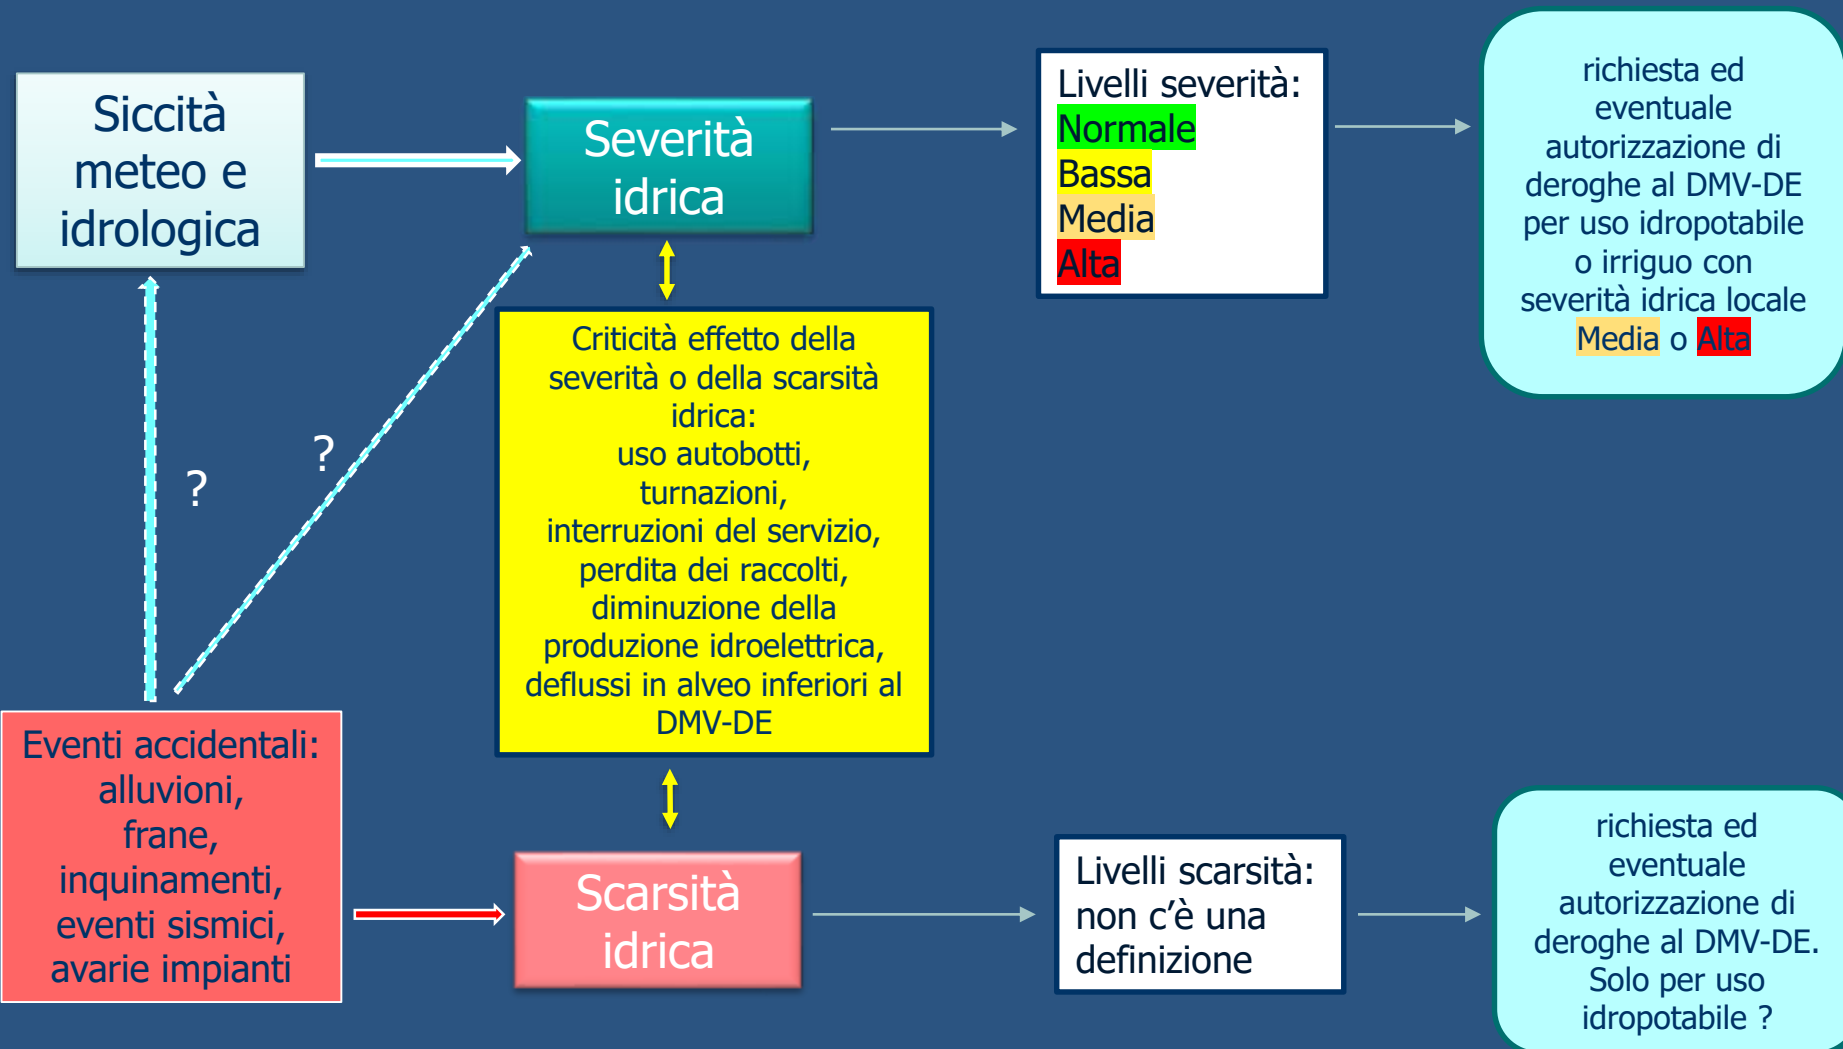 Siccità
meteo e
idrologica
Severità
idrica
Livelli severità:
Normale
Bassa
Media
Alta
richiesta ed
eventuale
autorizzazione di
deroghe al DMV-DE
per uso idropotabile
o irriguo con
severità idrica locale
Media o Alta
?
?
Criticità effetto della
severità o della scarsità
idrica:
uso autobotti,
turnazioni,
interruzioni del servizio,
perdita dei raccolti,
diminuzione della
produzione idroelettrica,
deflussi in alveo inferiori al
DMV-DE
Eventi accidentali:
alluvioni,
frane,
inquinamenti,
eventi sismici,
avarie impianti
Scarsità
idrica
Livelli scarsità:
non c’è una
definizione
richiesta ed
eventuale
autorizzazione di
deroghe al DMV-DE.
Solo per uso
idropotabile ?